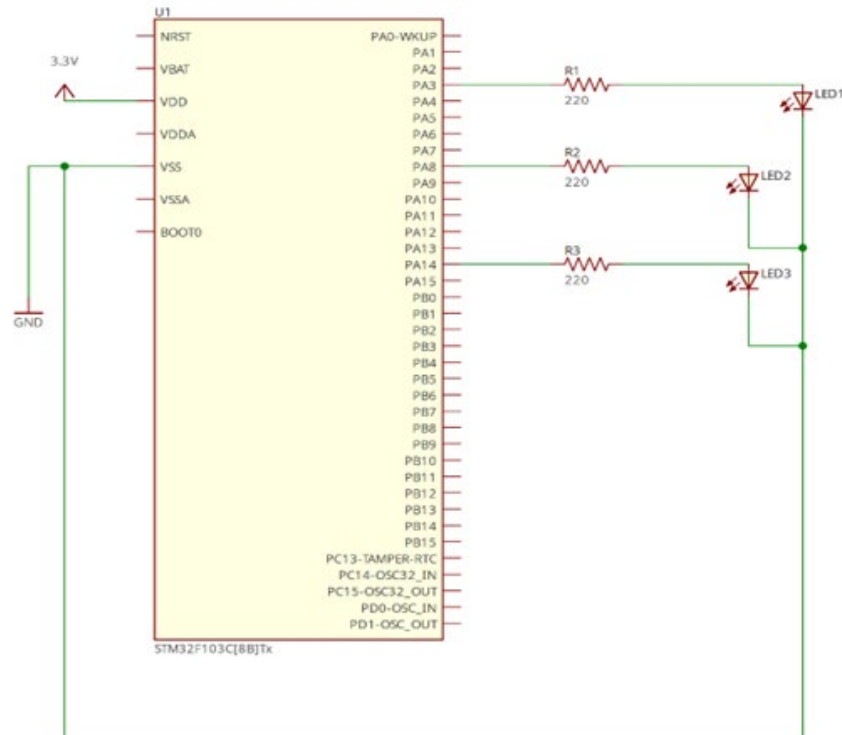 U1
3.3V
NRST
VBAT
VDD
VDDA
VSS
VSSA
BOOT0
GND
PA0-WKUP
PA1
PA2
PA3
PA4
PA5
PA6
PA7
PA8
PA9
PA10
PA11
PA12
PA13
PA14
PA15
PB0
PB1
PB2
PB3
PB4
PB5
PB6
PB7
PB8
PB9
PB10
PB11
PB12
PB13
PB14
PB15
PC13-TAMPER-RTC
PC14-OSC32_IN
PC15-OSC32_OUT
PD0-OSC_IN
PD1-OSC_OUT
STM32F103C[8B]Tx
R1
220
LED1
R2
220
LED2
R3
220
LED3